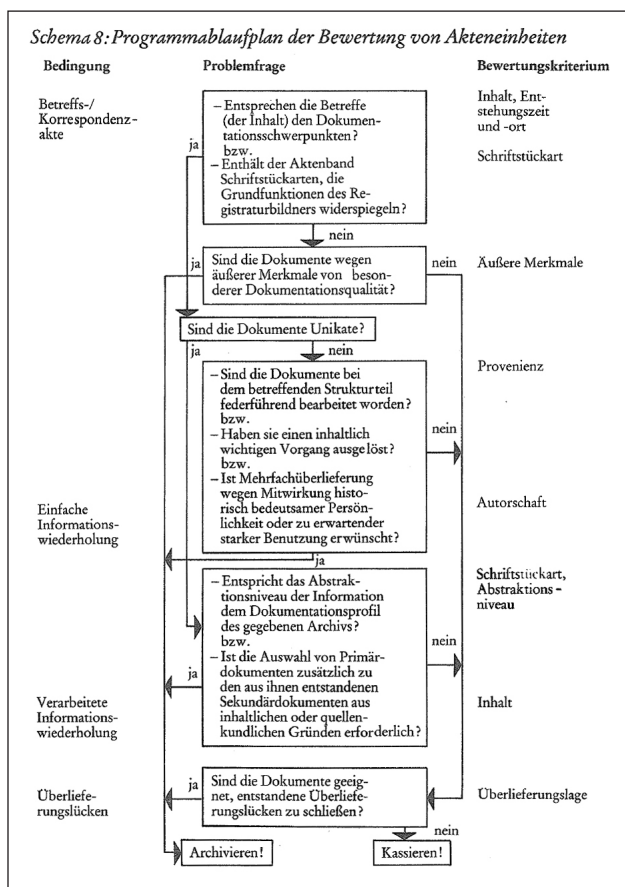 Schema 8: Programmablaufplan der Bewertung von Akteneinheiten
Bedingung
Problemfrage
Bewertungskriterium
Betreffs-/
Korrespondenz-
akte
ja
– Entsprechen die Betreffe
(der Inhalt) den Dokumen-
tationsschwerpunkten?
bzw.
– Enthält der Aktenband
Schriftstückarten, die
Grundfunktionen des Re-
gistraturbildners widerspiegeln?
Inhalt, Ent-
stehungszeit
und -ort
Schriftstückart
nein
ja
Sind die Dokumente wegen
äußerer Merkmale von beson-
derer Dokumentationsqualität?
nein
Äußere Merkmale
Sind die Dokumente Unikate?
ja
nein
– Sind die Dokumente bei
dem betreffenden Strukturteil
federführend bearbeitet worden?
bzw.
– Haben sie einen inhaltlich
wichtigen Vorgang ausgelöst?
bzw.
– Ist Mehrfachüberlieferung
wegen Mitwirkung histo-
risch bedeutsamer Persön-
lichkeit oder zu erwartender
starker Benutzung erwünscht?
nein
Provenienz
Autorschaft
Einfache
Informations-
wiederholung
ja
– Entspricht das Abstrak-
tionsniveau der Information
dem Dokumentationsprofil
des gegebenen Archivs?
bzw.
– Ist die Auswahl von Primär-
dokumenten zusätzlich zu
den aus ihnen entstandenen
Sekundärdokumenten aus
inhaltlichen oder quellen-
kundlichen Gründen erforderlich?
ja
nein
Schriftstückart,
Abstraktions-
niveau
Inhalt
Verarbeitete
Informations-
wiederholung
Überliefe-
rungslücken
ja
Sind die Dokumente geeig-
net, entstandene Überliefe-
rungslücken zu schließen?
Überlieferungslage
nein
Archivieren!
Kassieren!